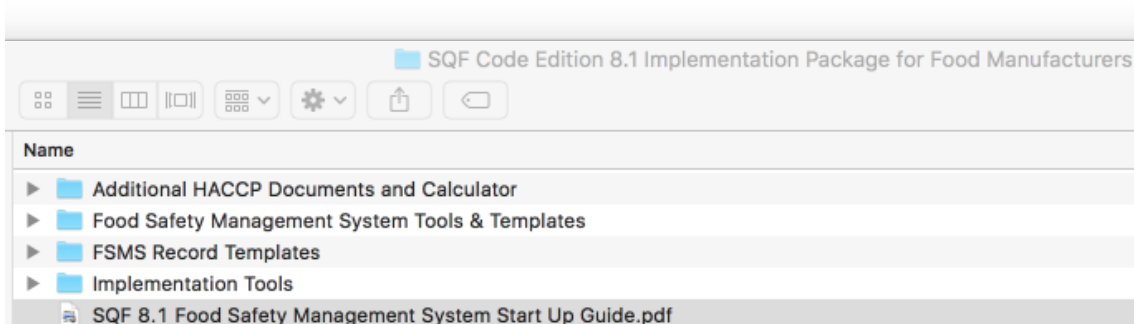 SQF Code Edition 8.1 Implementation Package for Food Manufacturers
Name
Additional HACCP Documents and Calculator
Food Safety Management System Tools & Templates
FSMS Record Templates
Implementation Tools
SQF 8.1 Food Safety Management System Start Up Guide.pdf